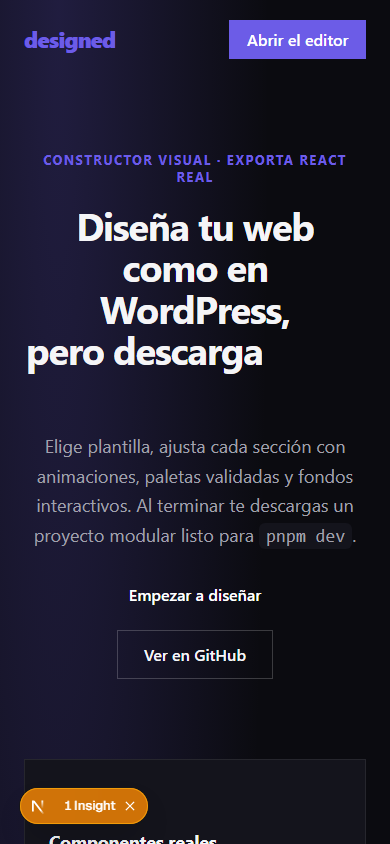 designed
Abrir el editor
CONSTRUCTOR VISUAL · EXPORTA REACT
REAL
Diseña tu web
como en
WordPress,
pero descarga
Elige plantilla, ajusta cada sección con
animaciones, paletas validadas y fondos
interactivos. Al terminar te descargas un
proyecto modular listo para pnpm dev.
Empezar a diseñar
Ver en GitHub
N 1 Insight ×
Componentes reales